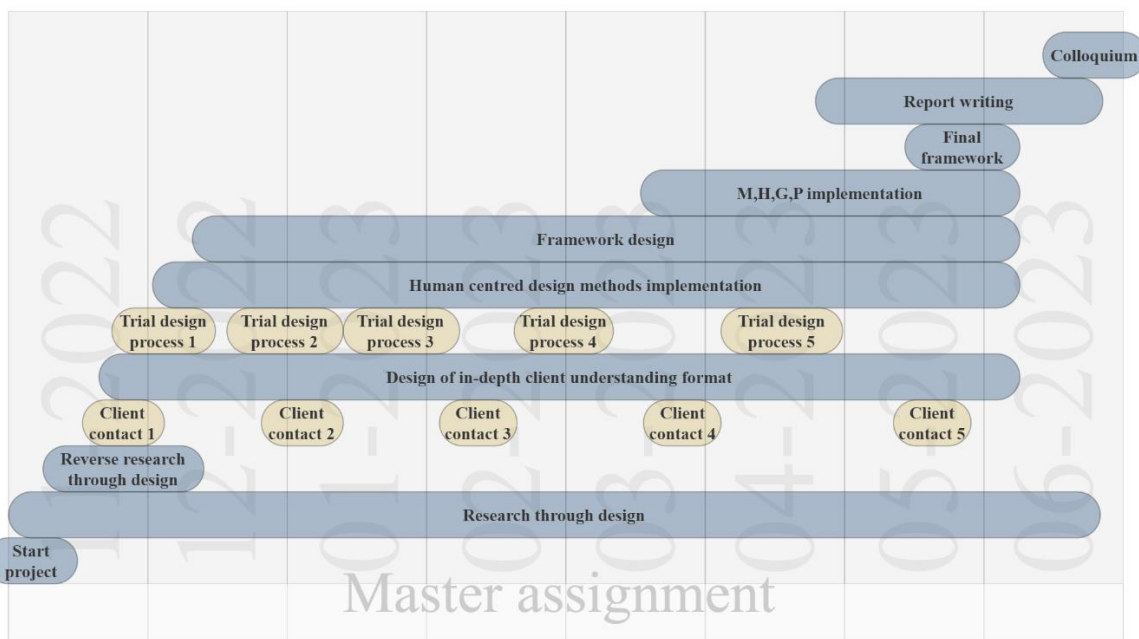 Colloquium
Report writing
Final
framework
M,H,G,P implementation
Framework design
Human centred design methods implementation
Trial design
process 1
Trial design
process 2
Trial design
process 3
Trial design
process 4
Trial design
process 5
Design of in-depth client understanding format
Client
contact 1
Client
contact 2
Client
contact 3
Client
contact 4
Client
contact 5
Reverse research
through design
Research through design
Start
project
11-2022
12-2022
01-2023
02-2023
03-2023
04-2023
05-2023
06-2023
Master assignment